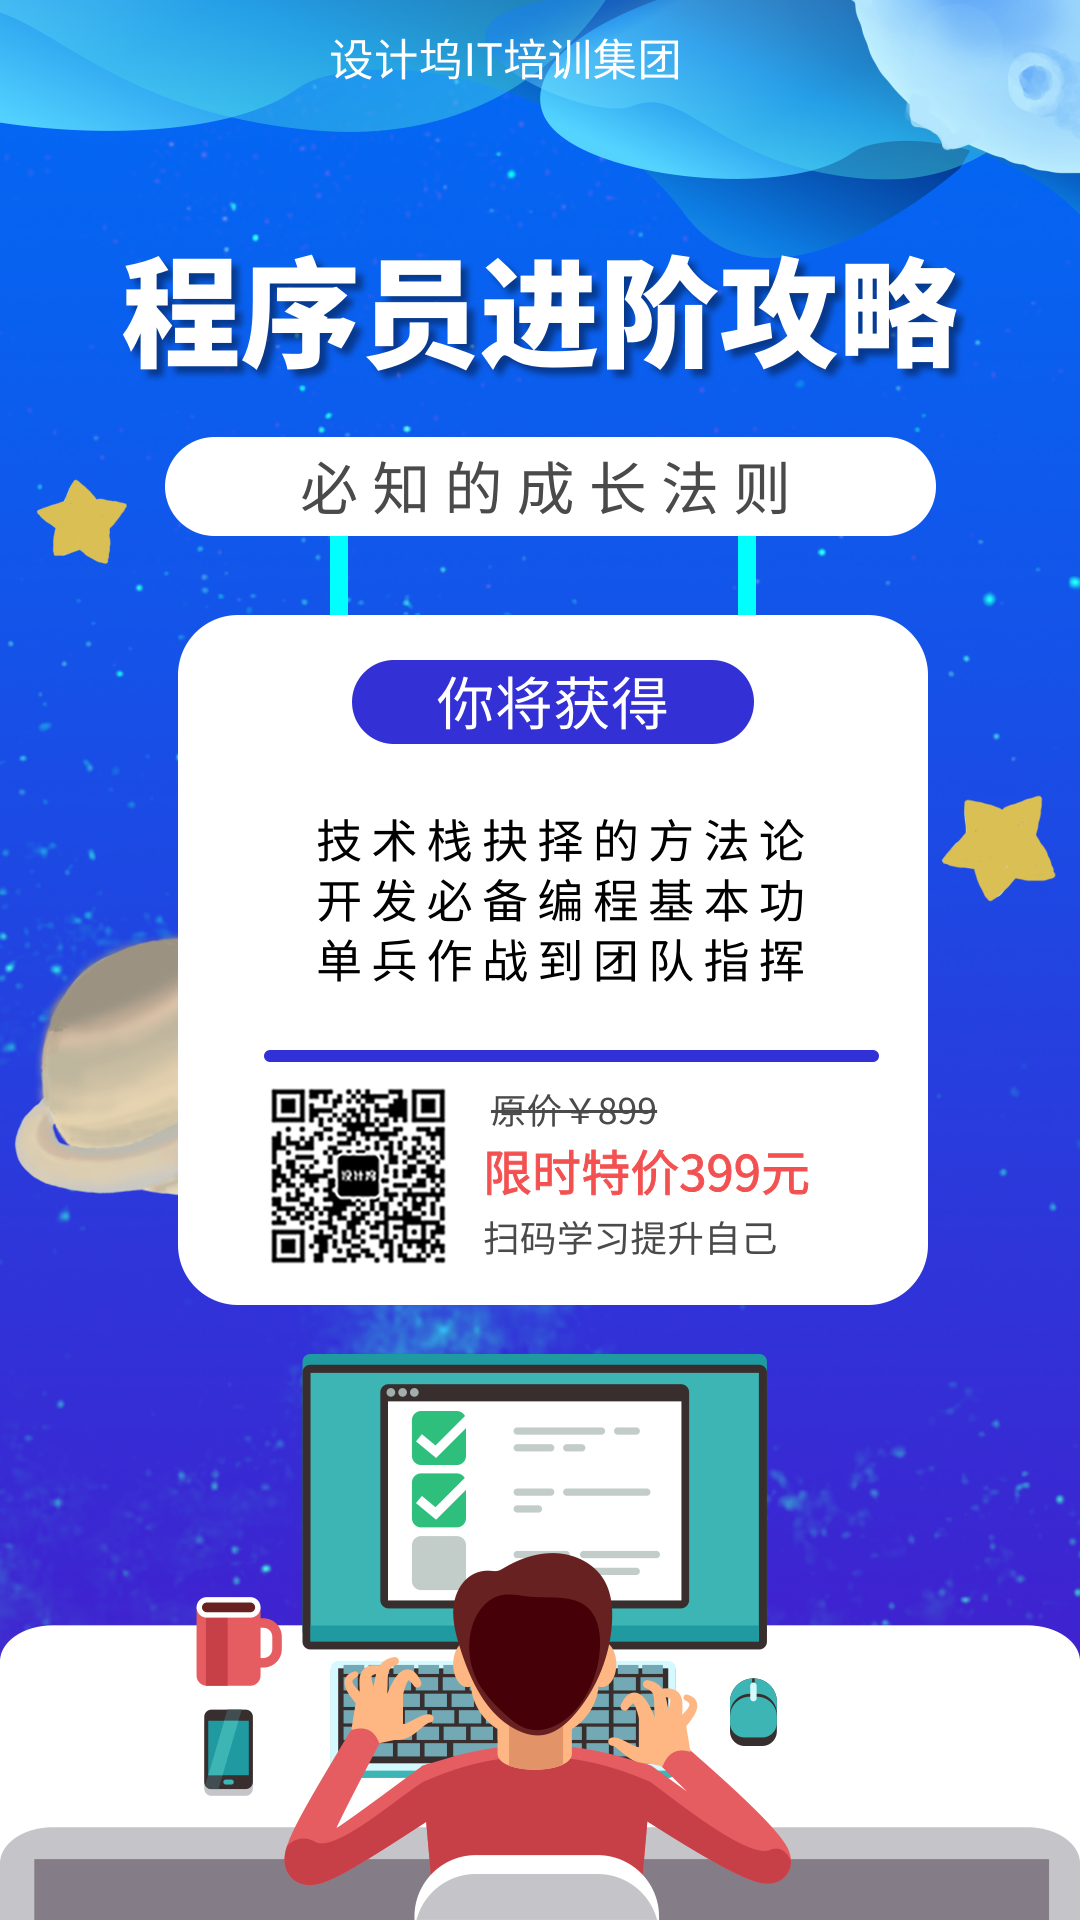 设计坞IT培训集团
程序员进阶攻略
必知的成长法则
你将获得
技术栈抉择的方法论
开发必备编程基本功
单兵作战到团队指挥
原价￥899
限时特价399元
设计坞
扫码学习提升自己